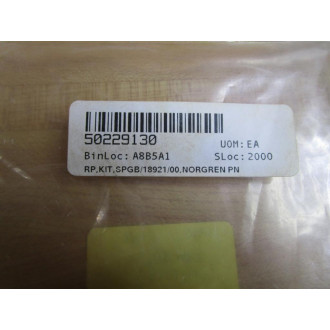 50229130
UOM:EA
BinLoc: A8B5A1
SLoc: 2000
RP,KIT,SPGB/18921/00,NORGREN PN